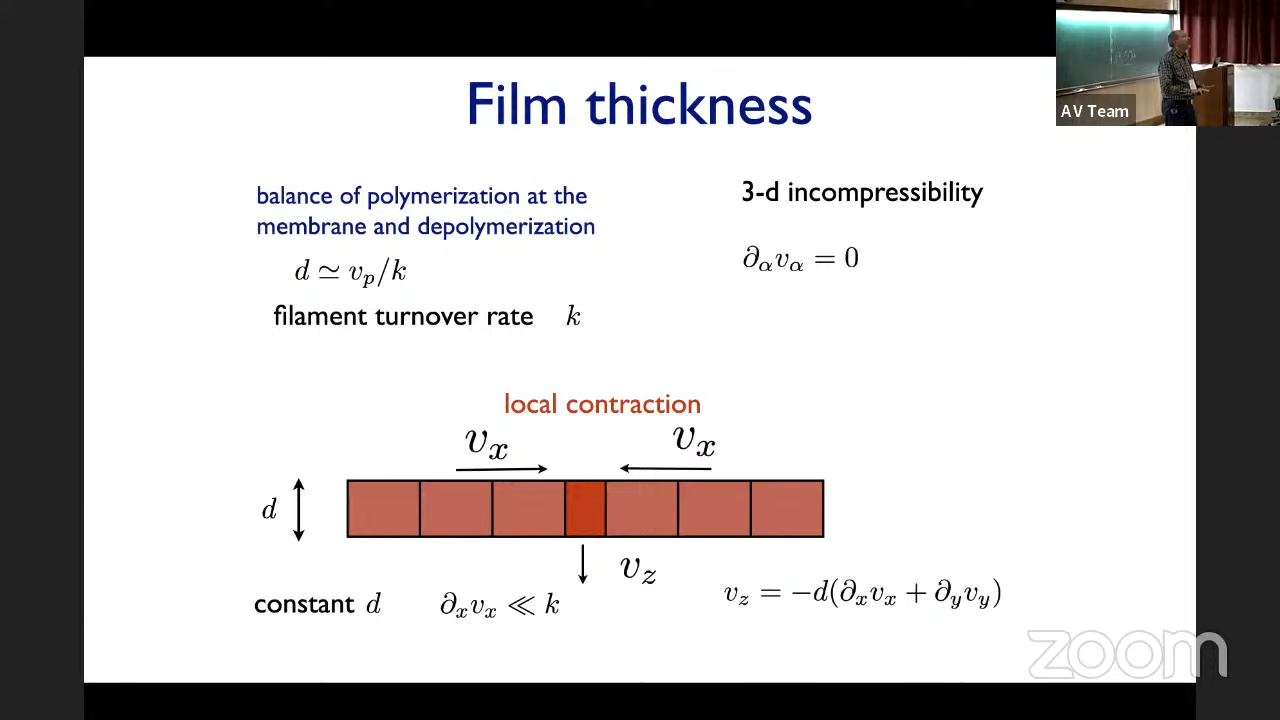 Film thickness
AV Team
balance of polymerization at the
membrane and depolymerization
d ≃ v_p/k
filament turnover rate k
3-d incompressibility
∂_α v_α = 0
local contraction
v_x
v_x
d
v_z
constant d
∂_x v_x ≪ k
v_z = −d(∂_x v_x + ∂_y v_y)
zoom